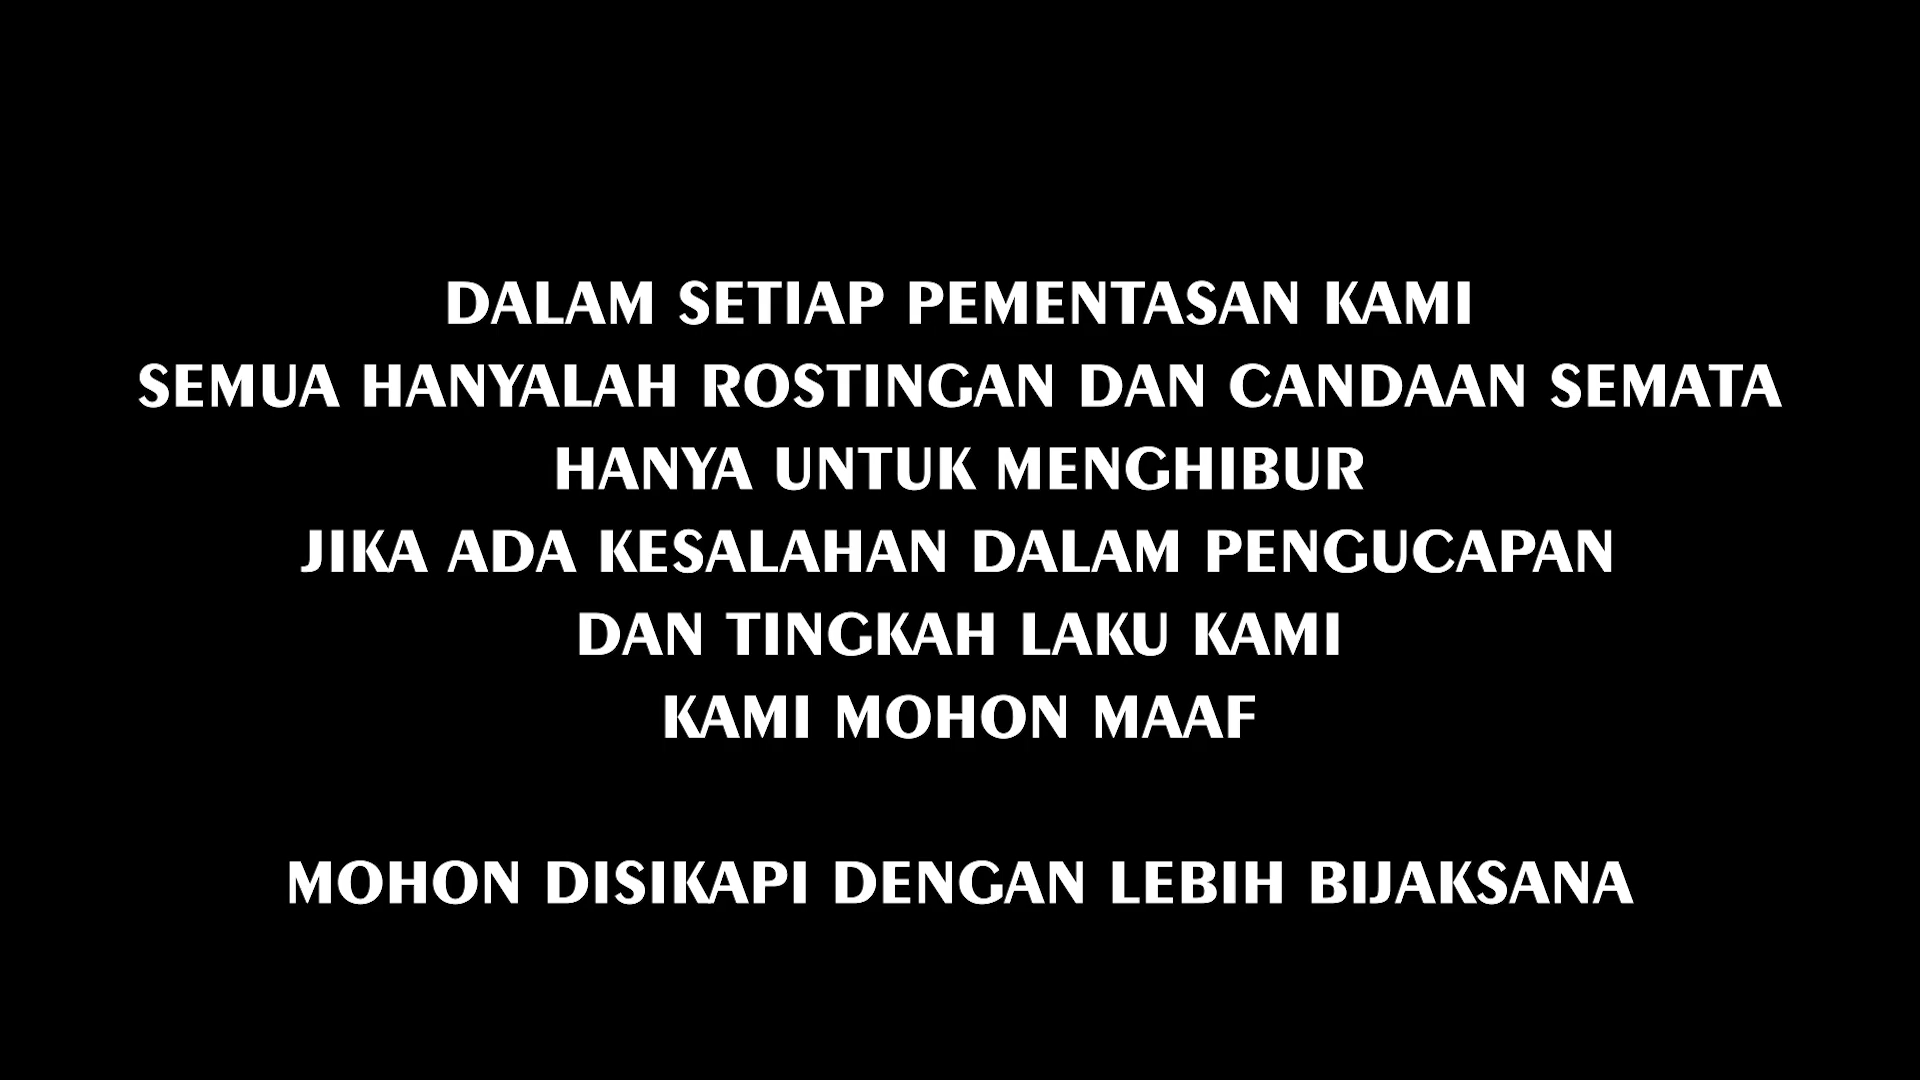 DALAM SETIAP PEMENTASAN KAMI
SEMUA HANYALAH ROSTINGAN DAN CANDAAN SEMATA
HANYA UNTUK MENGHIBUR
JIKA ADA KESALAHAN DALAM PENGUCAPAN
DAN TINGKAH LAKU KAMI
KAMI MOHON MAAF
MOHON DISIKAPI DENGAN LEBIH BIJAKSANA